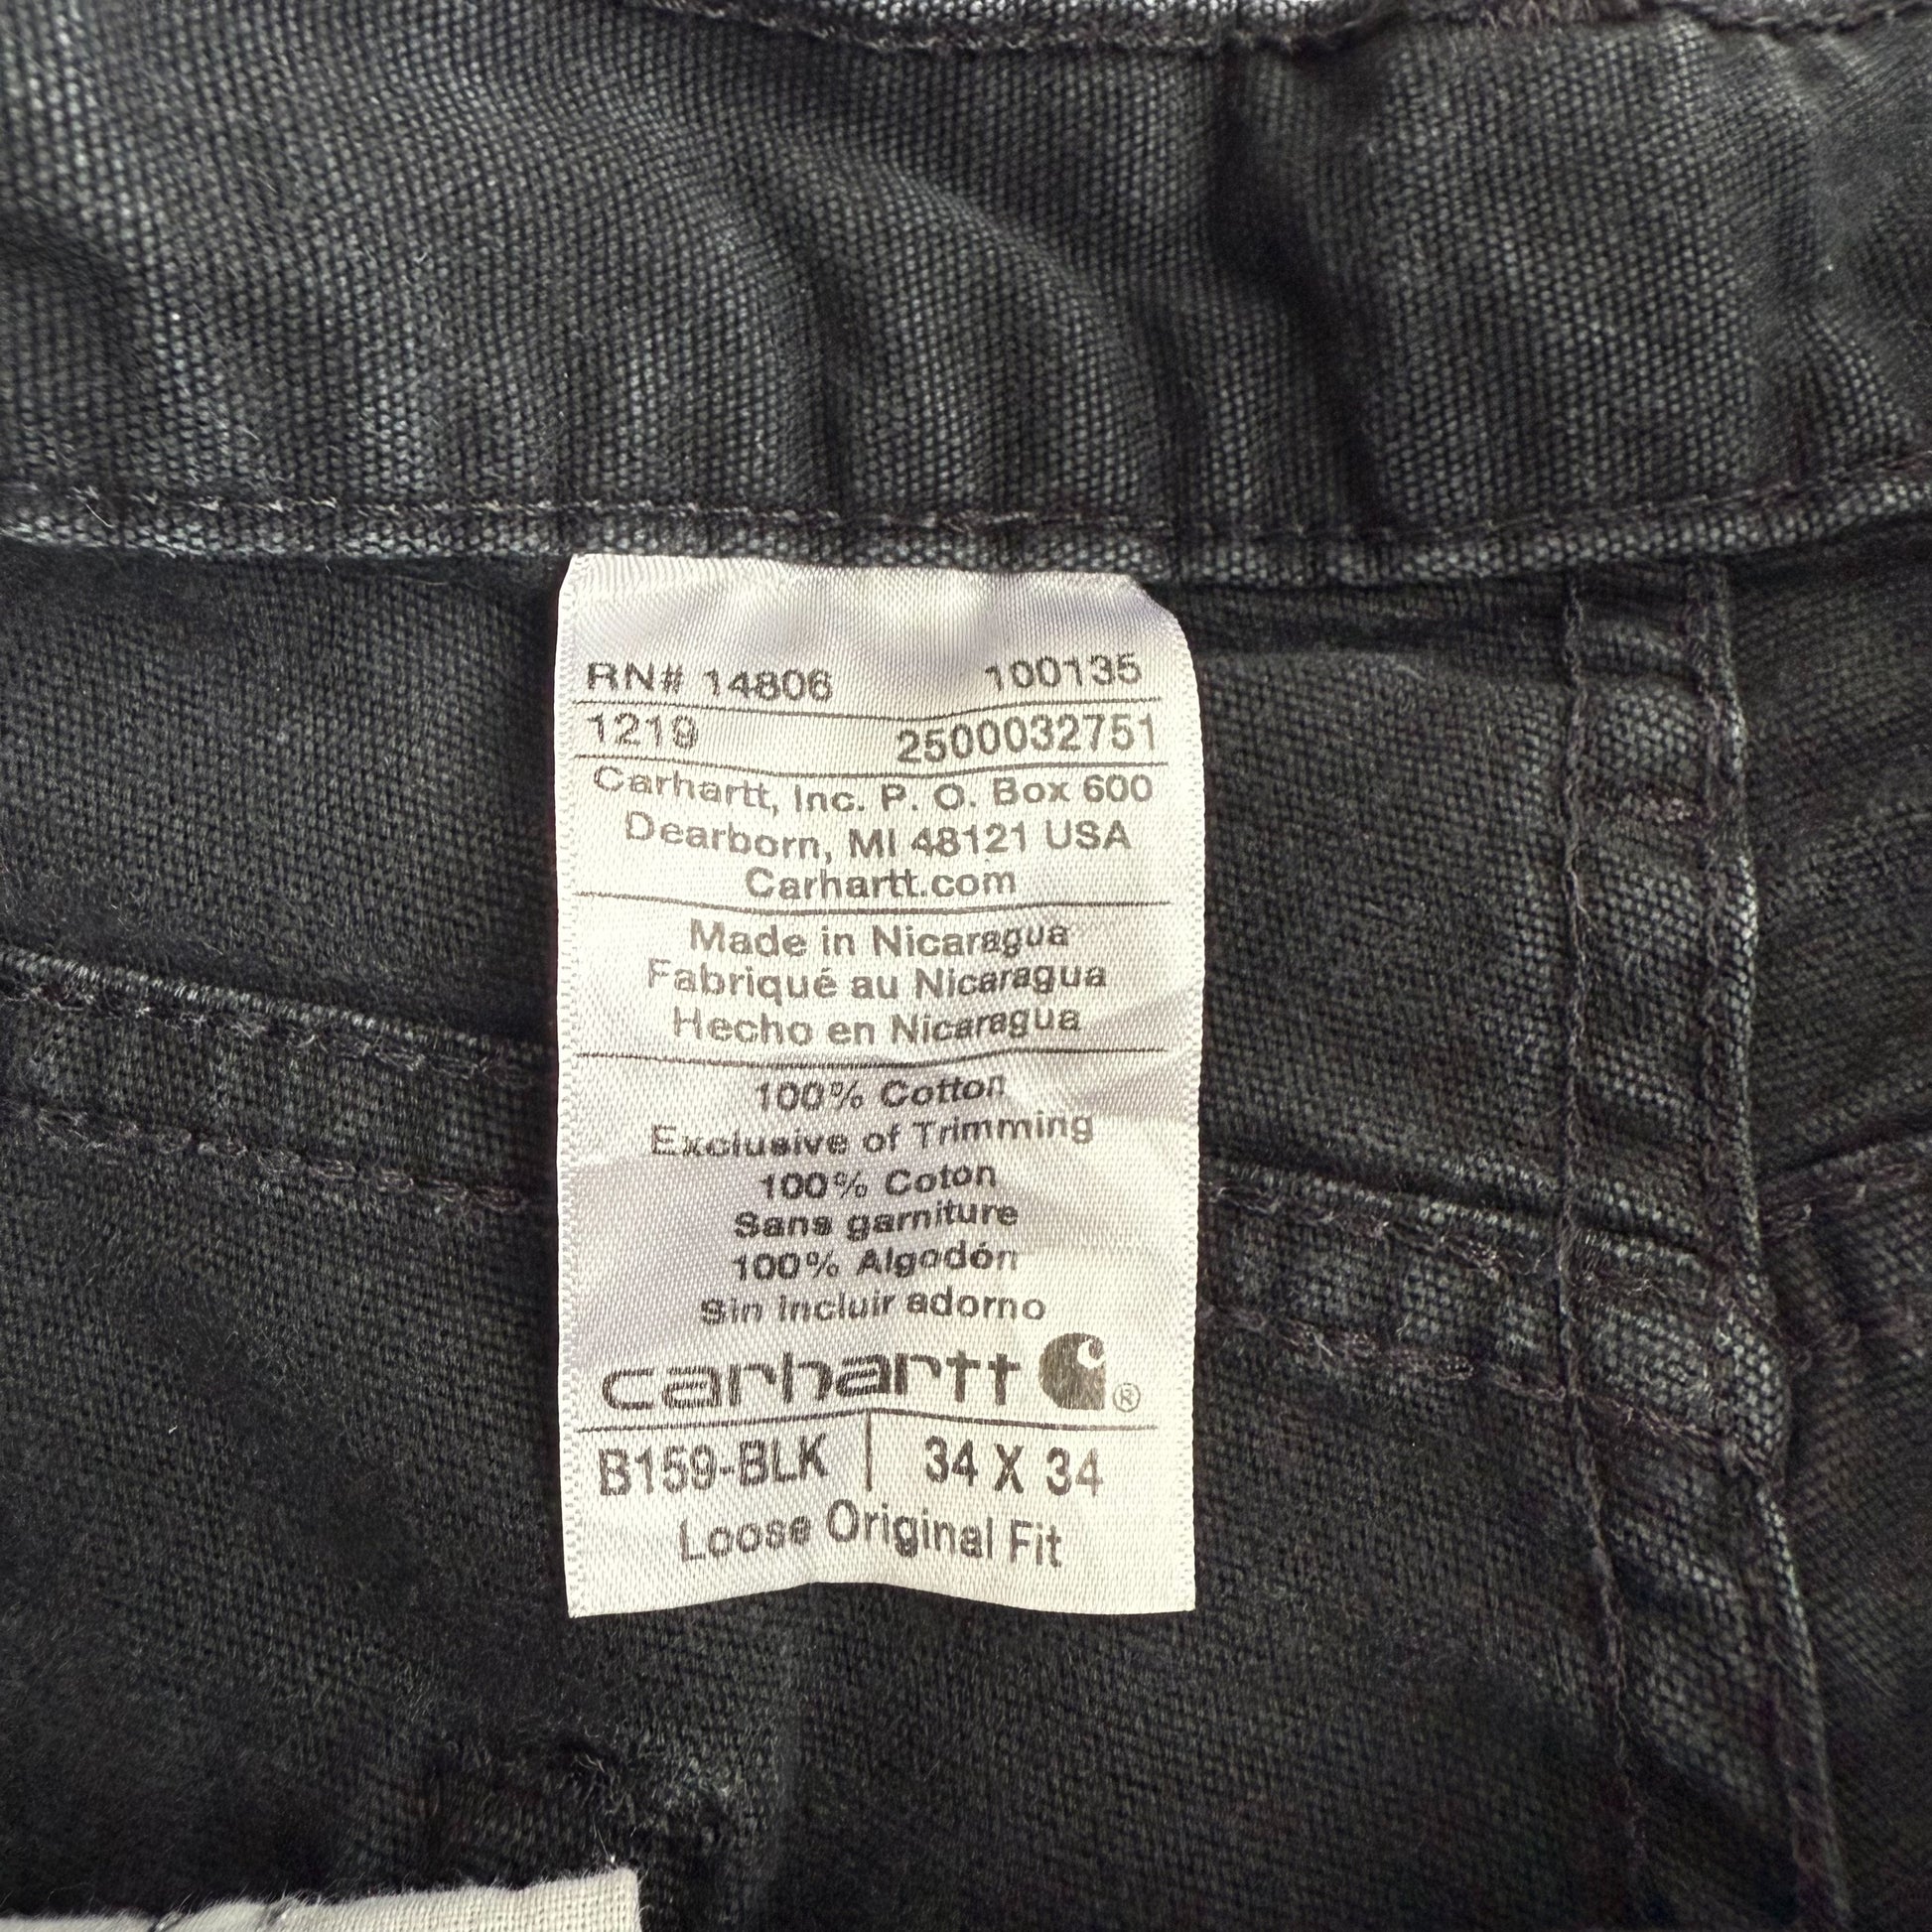 RN# 14806 100135
1219 2500032751
Carhartt, Inc. P. O. Box 600
Dearborn, MI 48121 USA
Carhartt.com
Made in Nicaragua
Fabriqué au Nicaragua
Hecho en Nicaragua
100% Cotton
Exclusive of Trimming
100% Coton
Sans garniture
100% Algodón
Sin incluir adorno
carhartt ®
B159-BLK | 34 X 34
Loose Original Fit